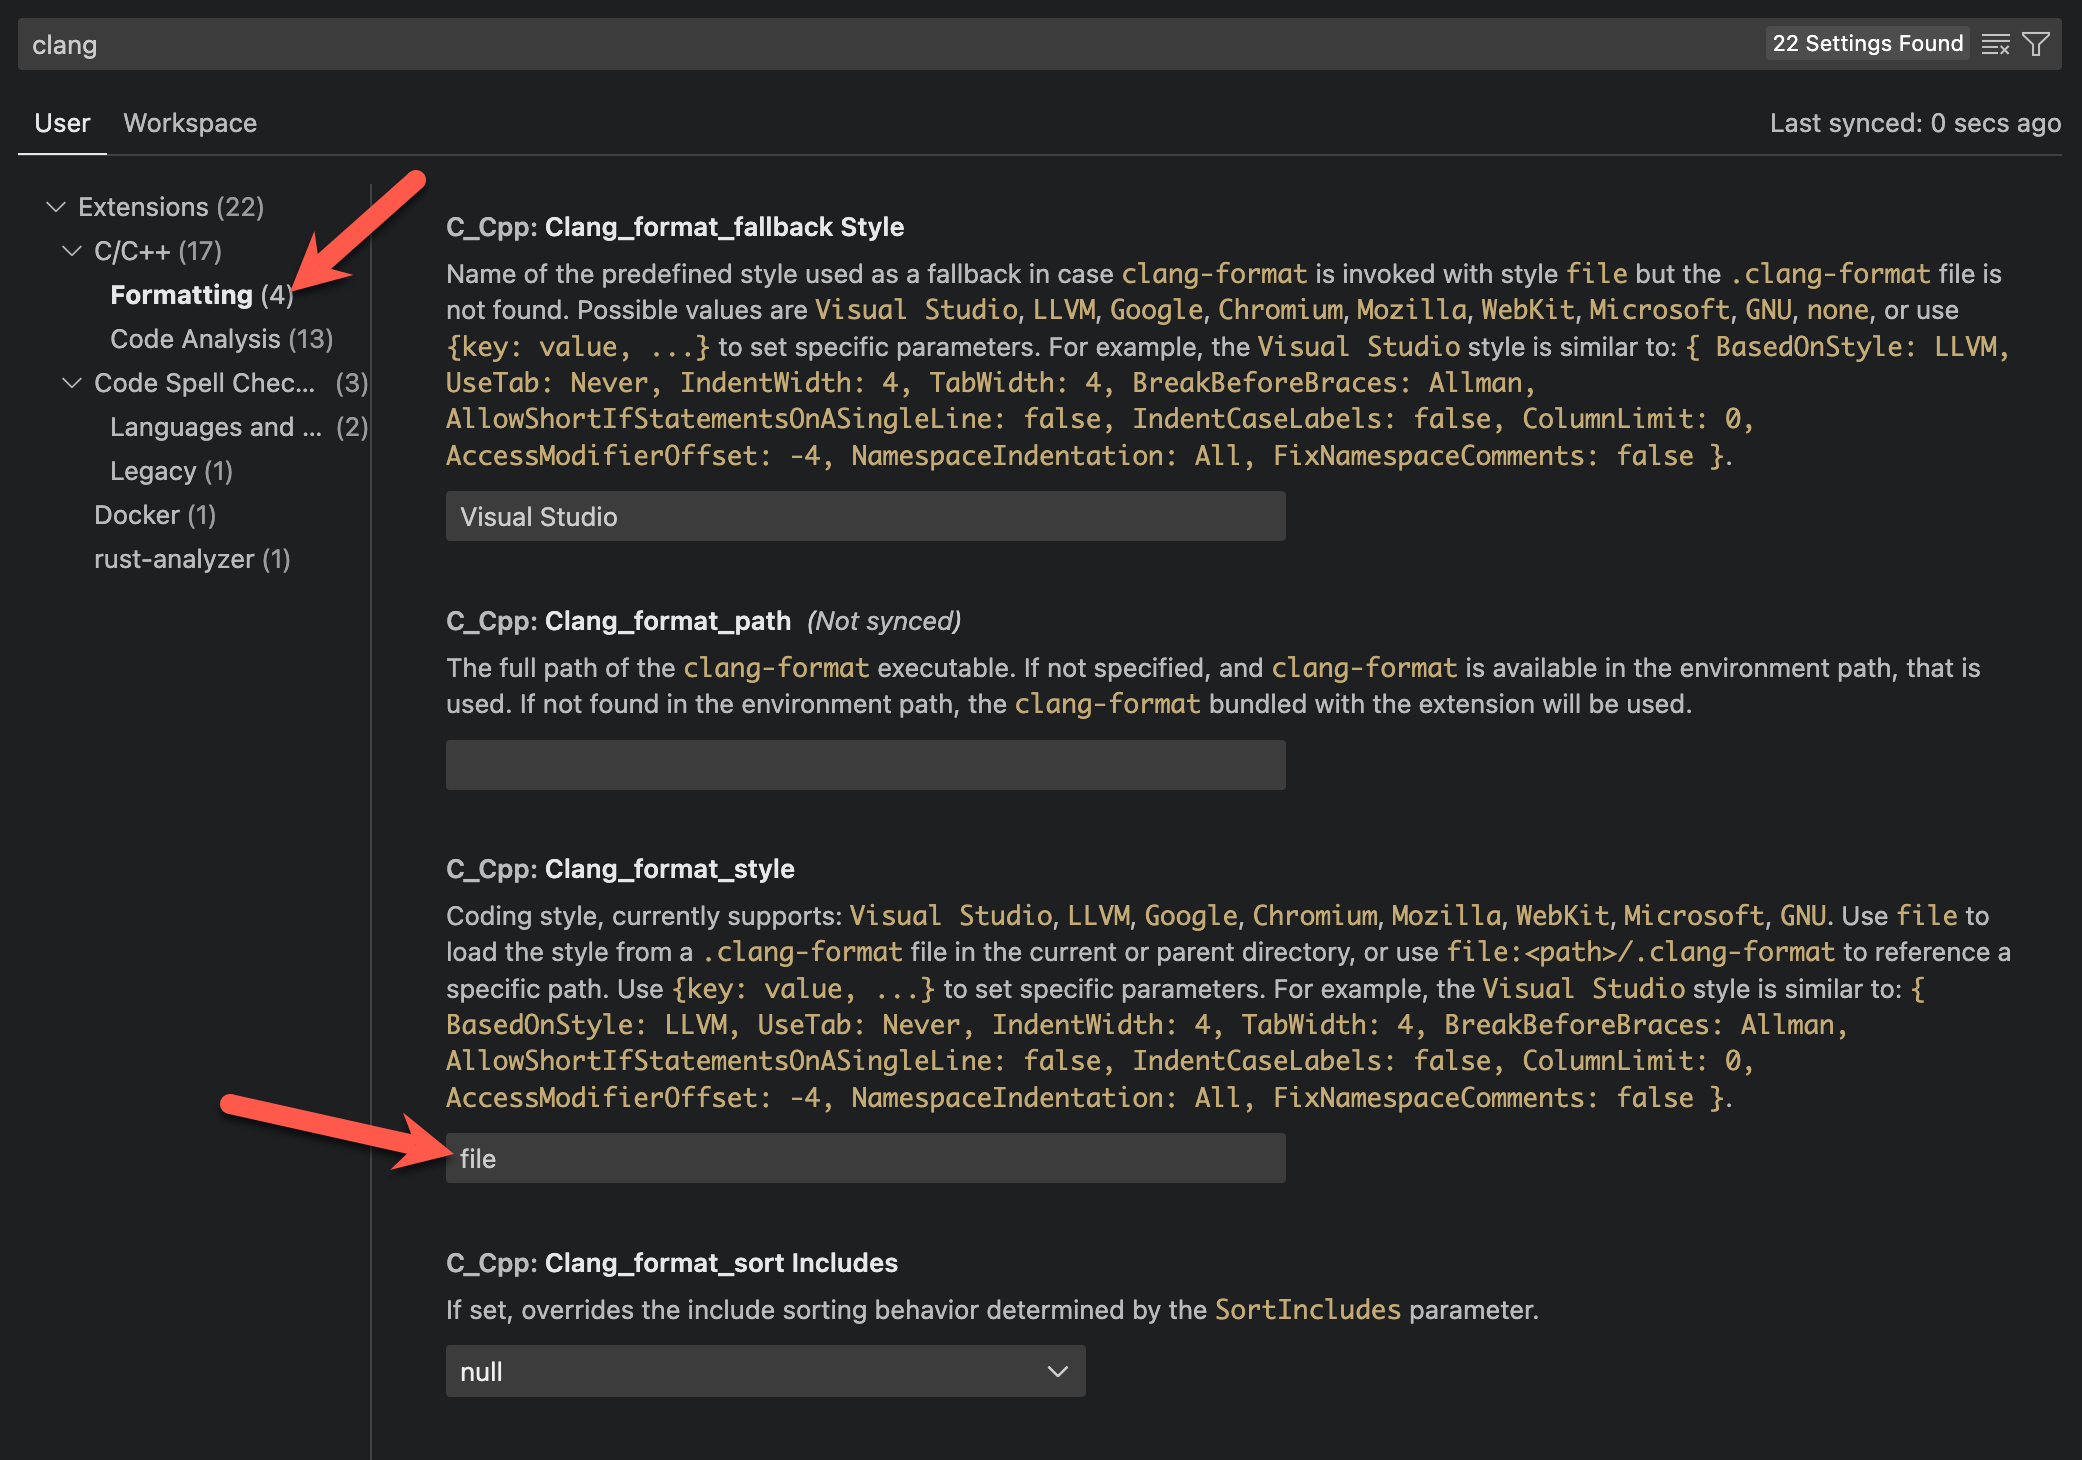 clang
22 Settings Found
User
Workspace
Last synced: 0 secs ago
Extensions (22)
C/C++ (17)
Formatting (4)
Code Analysis (13)
Code Spell Chec... (3)
Languages and ... (2)
Legacy (1)
Docker (1)
rust-analyzer (1)
C_Cpp: Clang_format_fallback Style
Name of the predefined style used as a fallback in case clang-format is invoked with style file but the .clang-format file is
not found. Possible values are Visual Studio, LLVM, Google, Chromium, Mozilla, WebKit, Microsoft, GNU, none, or use
{key: value, ...} to set specific parameters. For example, the Visual Studio style is similar to: { BasedOnStyle: LLVM,
UseTab: Never, IndentWidth: 4, TabWidth: 4, BreakBeforeBraces: Allman,
AllowShortIfStatementsOnASingleLine: false, IndentCaseLabels: false, ColumnLimit: 0,
AccessModifierOffset: -4, NamespaceIndentation: All, FixNamespaceComments: false }.
Visual Studio
C_Cpp: Clang_format_path (Not synced)
The full path of the clang-format executable. If not specified, and clang-format is available in the environment path, that is
used. If not found in the environment path, the clang-format bundled with the extension will be used.
C_Cpp: Clang_format_style
Coding style, currently supports: Visual Studio, LLVM, Google, Chromium, Mozilla, WebKit, Microsoft, GNU. Use file to
load the style from a .clang-format file in the current or parent directory, or use file:<path>/.clang-format to reference a
specific path. Use {key: value, ...} to set specific parameters. For example, the Visual Studio style is similar to: {
BasedOnStyle: LLVM, UseTab: Never, IndentWidth: 4, TabWidth: 4, BreakBeforeBraces: Allman,
AllowShortIfStatementsOnASingleLine: false, IndentCaseLabels: false, ColumnLimit: 0,
AccessModifierOffset: -4, NamespaceIndentation: All, FixNamespaceComments: false }.
file
C_Cpp: Clang_format_sort Includes
If set, overrides the include sorting behavior determined by the SortIncludes parameter.
null